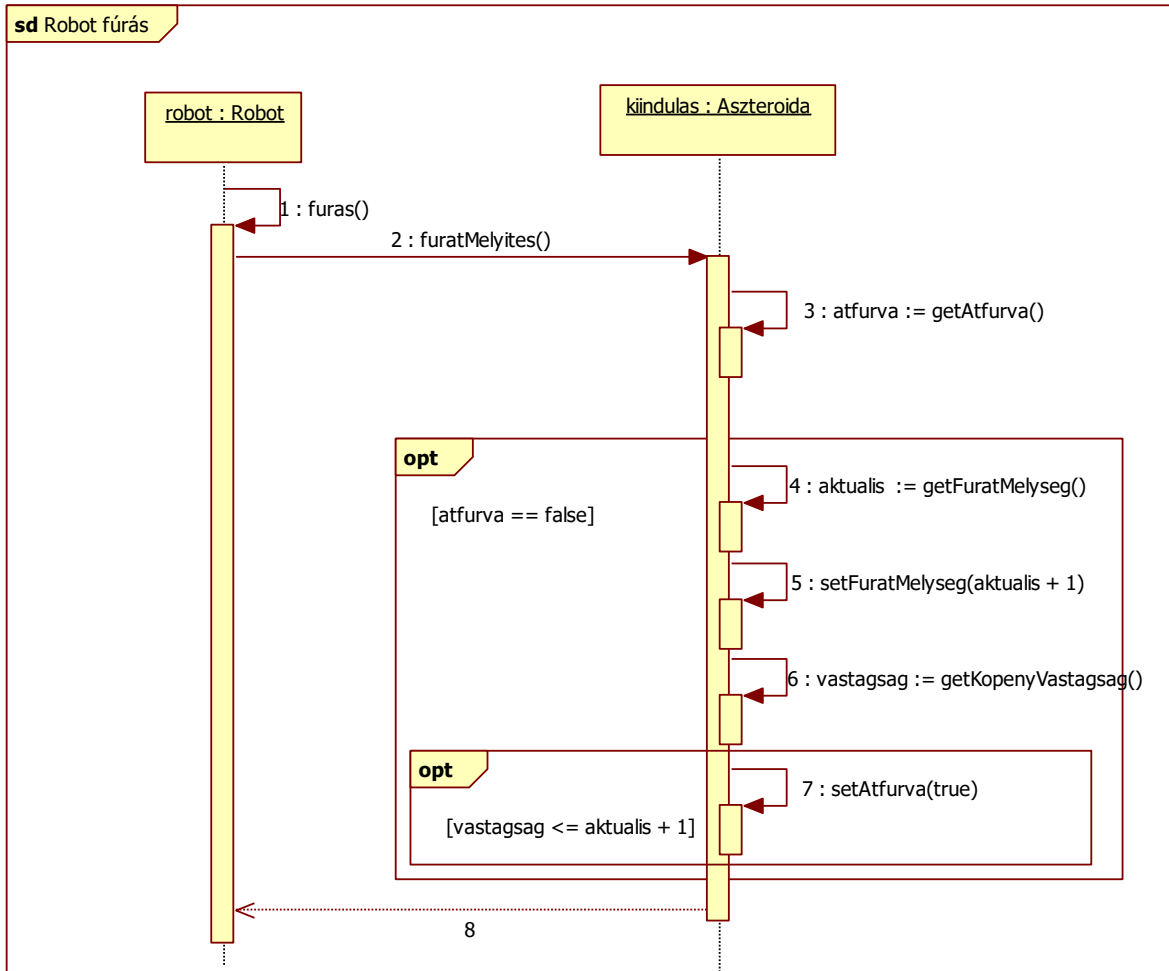 sd Robot fúrás
robot : Robot
kiindulas : Aszteroida
1 : furas()
2 : furatMelyites()
3 : atfurva := getAtfurva()
opt
[atfurva == false]
4 : aktualis := getFuratMelyseg()
5 : setFuratMelyseg(aktualis + 1)
6 : vastagsag := getKopenyVastagsag()
opt
[vastagsag <= aktualis + 1]
7 : setAtfurva(true)
8